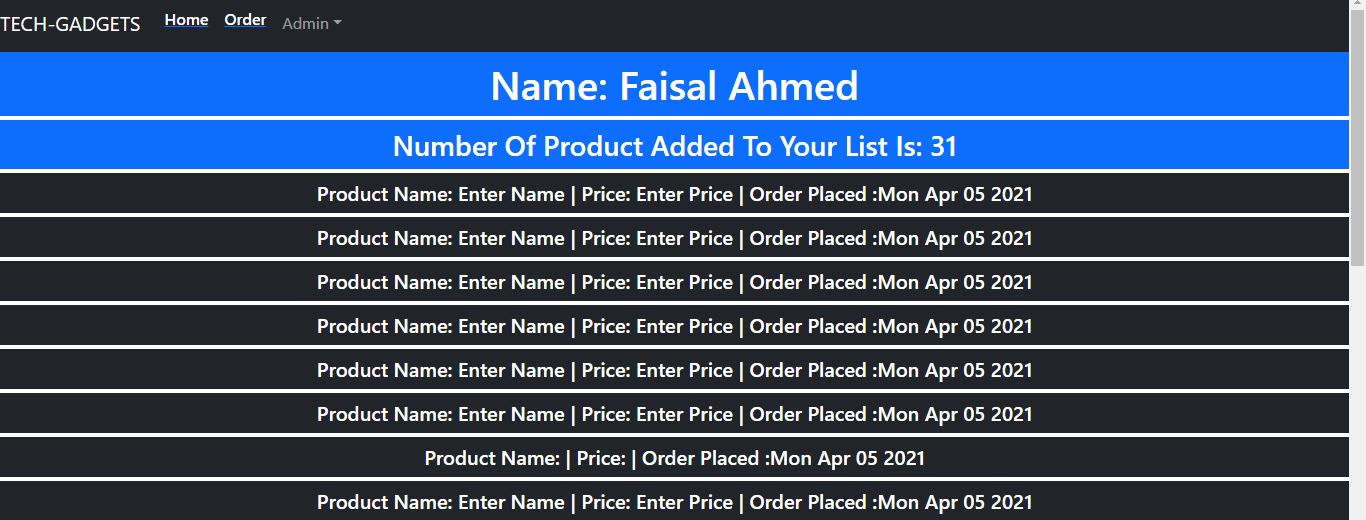 TECH-GADGETS Home Order Admin
Name: Faisal Ahmed
Number Of Product Added To Your List Is: 31
Product Name: Enter Name | Price: Enter Price | Order Placed :Mon Apr 05 2021
Product Name: Enter Name | Price: Enter Price | Order Placed :Mon Apr 05 2021
Product Name: Enter Name | Price: Enter Price | Order Placed :Mon Apr 05 2021
Product Name: Enter Name | Price: Enter Price | Order Placed :Mon Apr 05 2021
Product Name: Enter Name | Price: Enter Price | Order Placed :Mon Apr 05 2021
Product Name: Enter Name | Price: Enter Price | Order Placed :Mon Apr 05 2021
Product Name: | Price: | Order Placed :Mon Apr 05 2021
Product Name: Enter Name | Price: Enter Price | Order Placed :Mon Apr 05 2021